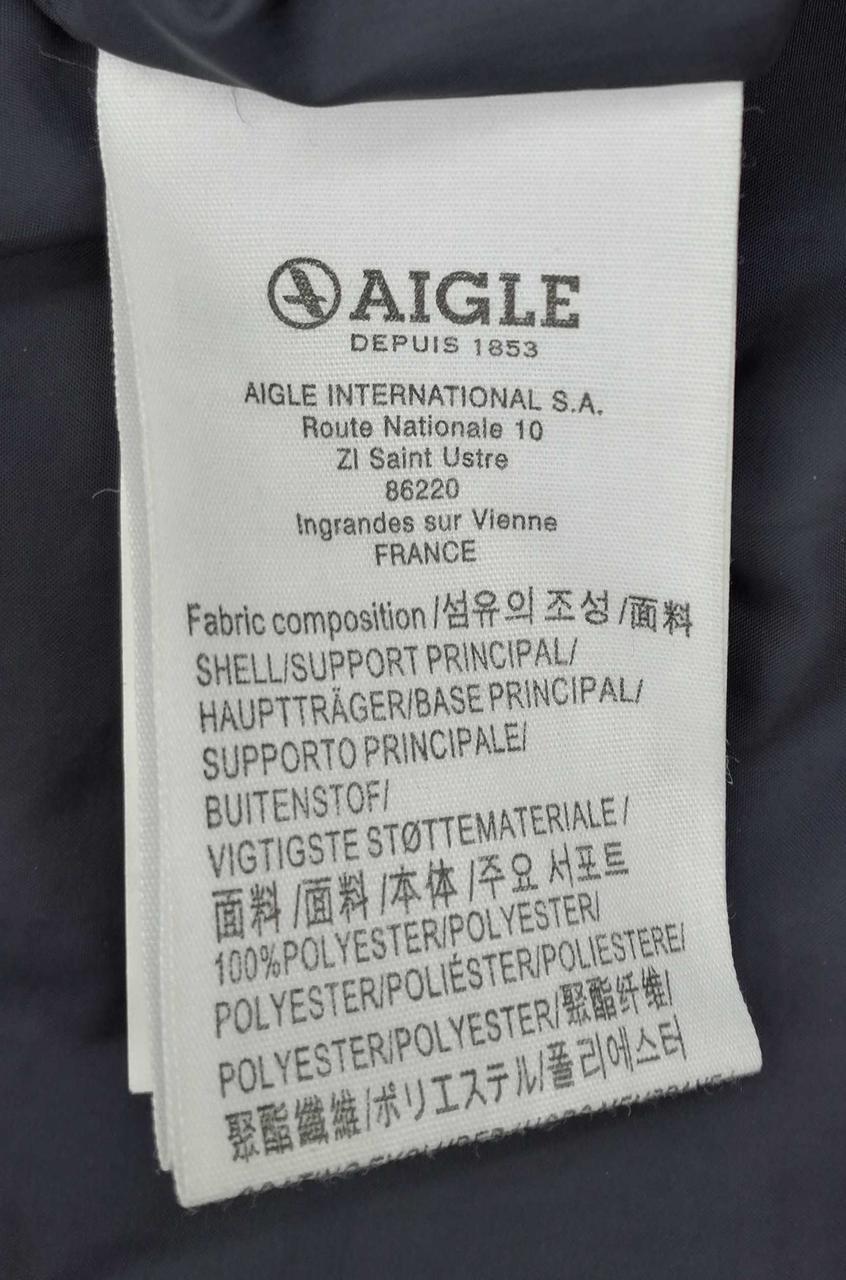 AIGLE
DEPUIS 1853
AIGLE INTERNATIONAL S.A.
Route Nationale 10
ZI Saint Ustre
86220
Ingrandes sur Vienne
FRANCE
Fabric composition/섬유의 조성/面料
SHELL/SUPPORT PRINCIPAL/
HAUPTTRÄGER/BASE PRINCIPAL/
SUPPORTO PRINCIPALE/
BUITENSTOF/
VIGTIGSTE STØTTEMATERIALE/
面料/面料/本体/주요 서포트
100%POLYESTER/POLYESTER/
POLYESTER/POLIÉSTER/POLIESTERE/
POLYESTER/POLYESTER/聚酯纤维/
聚酯纖維/ポリエステル/폴리에스터